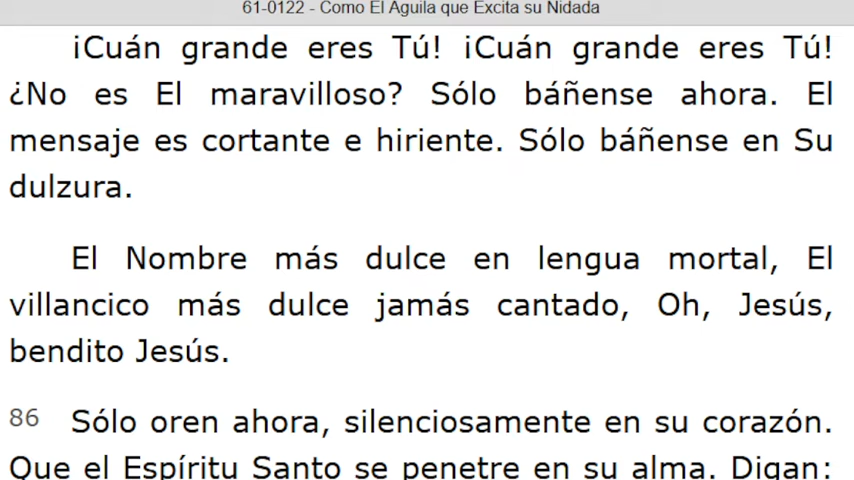 61-0122 - Como El Aguila que Excita su Nidada
¡Cuán grande eres Tú! ¡Cuán grande eres Tú!
¿No es El maravilloso? Sólo báñense ahora. El
mensaje es cortante e hiriente. Sólo báñense en Su
dulzura.
El Nombre más dulce en lengua mortal, El
villancico más dulce jamás cantado, Oh, Jesús,
bendito Jesús.
86 Sólo oren ahora, silenciosamente en su corazón.
Que el Espíritu Santo se penetre en su alma. Digan: